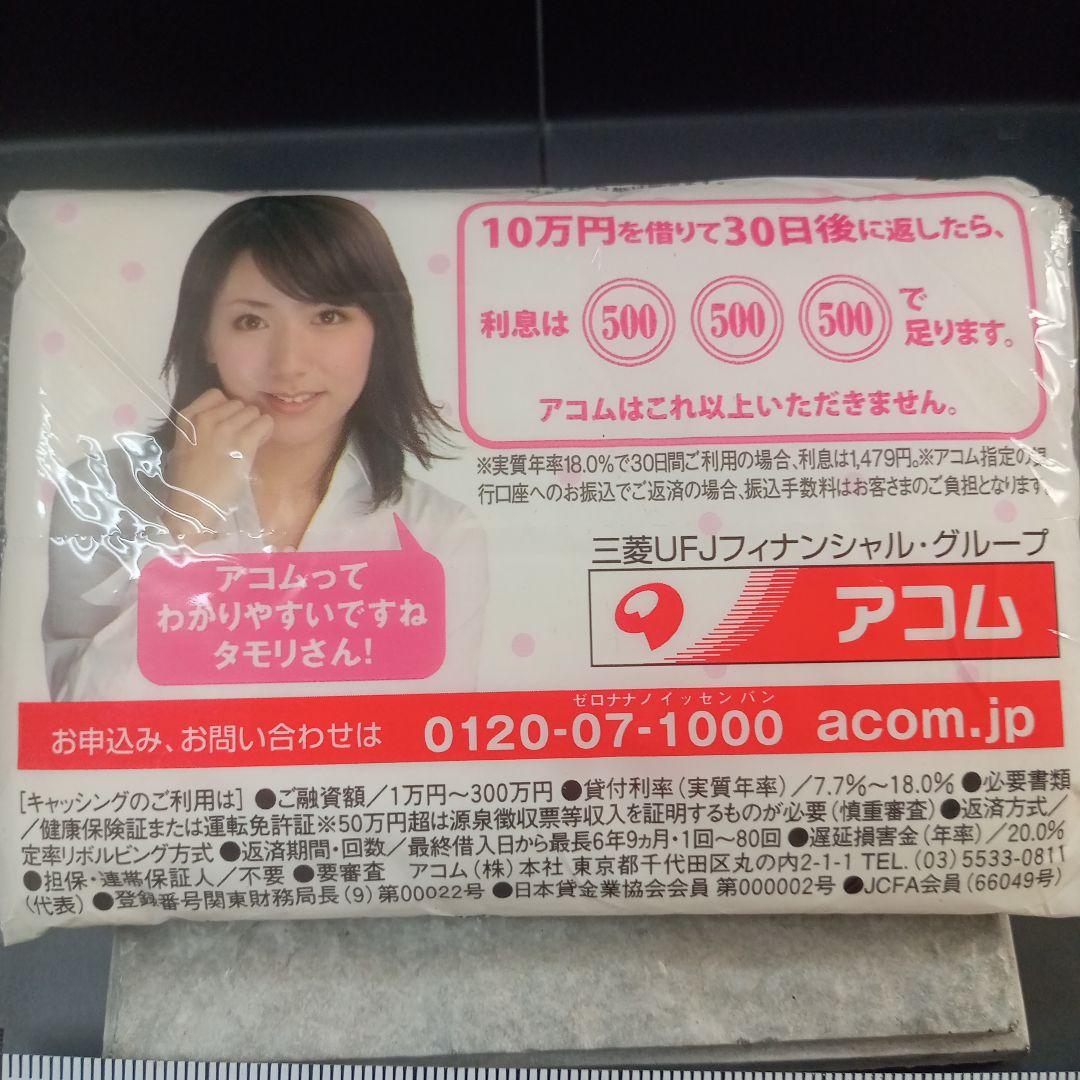 10万円を借りて30日後に返したら、
利息は 500 500 500 で
足ります。
アコムはこれ以上いただきません。
※実質年率18.0%で30日間ご利用の場合、利息は1,479円。※アコム指定の銀
行口座へのお振込でご返済の場合、振込手数料はお客さまのご負担となります。
三菱UFJフィナンシャル・グループ
アコム
アコムって
わかりやすいですね
タモリさん!
ゼロナナノ イッセン バン
お申込み、お問い合わせは 0120-07-1000 acom.jp
[キャッシングのご利用は] ●ご融資額/1万円〜300万円 ●貸付利率(実質年率)/7.7%〜18.0% ●必要書類
/健康保険証または運転免許証※50万円超は源泉徴収票等収入を証明するものが必要(慎重審査) ●返済方式/
定率リボルビング方式 ●返済期間・回数/最終借入日から最長6年9ヵ月・1回〜80回 ●遅延損害金(年率)/20.0%
●担保・連帯保証人/不要 ●要審査 アコム(株)本社 東京都千代田区丸の内2-1-1 TEL.(03)5533-0811
(代表) ●登録番号関東財務局長(9)第00022号 ●日本貸金業協会会員 第000002号 ●JCFA会員(66049号)